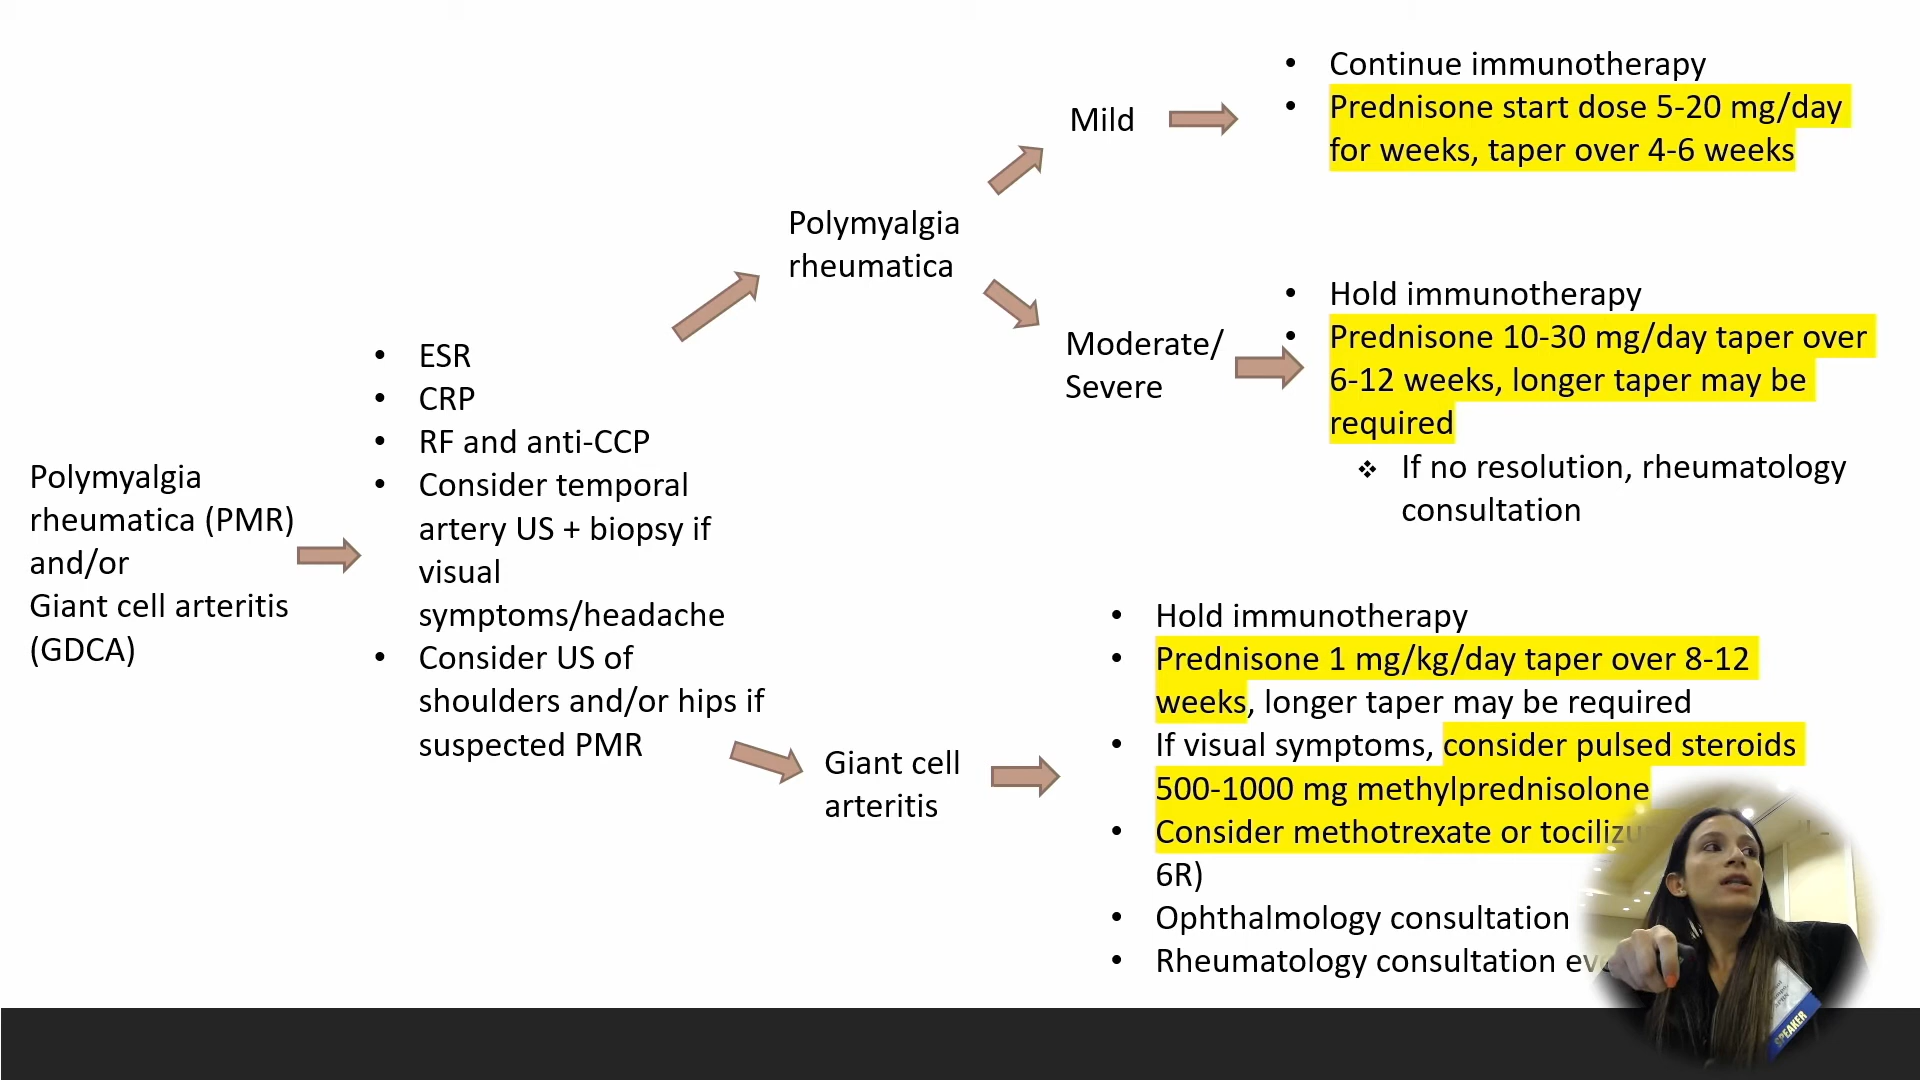 Polymyalgia
rheumatica (PMR)
and/or
Giant cell arteritis
(GDCA)
• ESR
• CRP
• RF and anti-CCP
• Consider temporal
artery US + biopsy if
visual
symptoms/headache
• Consider US of
shoulders and/or hips if
suspected PMR
Polymyalgia
rheumatica
Mild
• Continue immunotherapy
• Prednisone start dose 5-20 mg/day
for weeks, taper over 4-6 weeks
Moderate/
Severe
• Hold immunotherapy
• Prednisone 10-30 mg/day taper over
6-12 weeks, longer taper may be
required
❖ If no resolution, rheumatology
consultation
Giant cell
arteritis
• Hold immunotherapy
• Prednisone 1 mg/kg/day taper over 8-12
weeks, longer taper may be required
• If visual symptoms, consider pulsed steroids
500-1000 mg methylprednisolone
• Consider methotrexate or
6R)
• Ophthalmology consultation
• Rheumatology consultation
SPEAKER